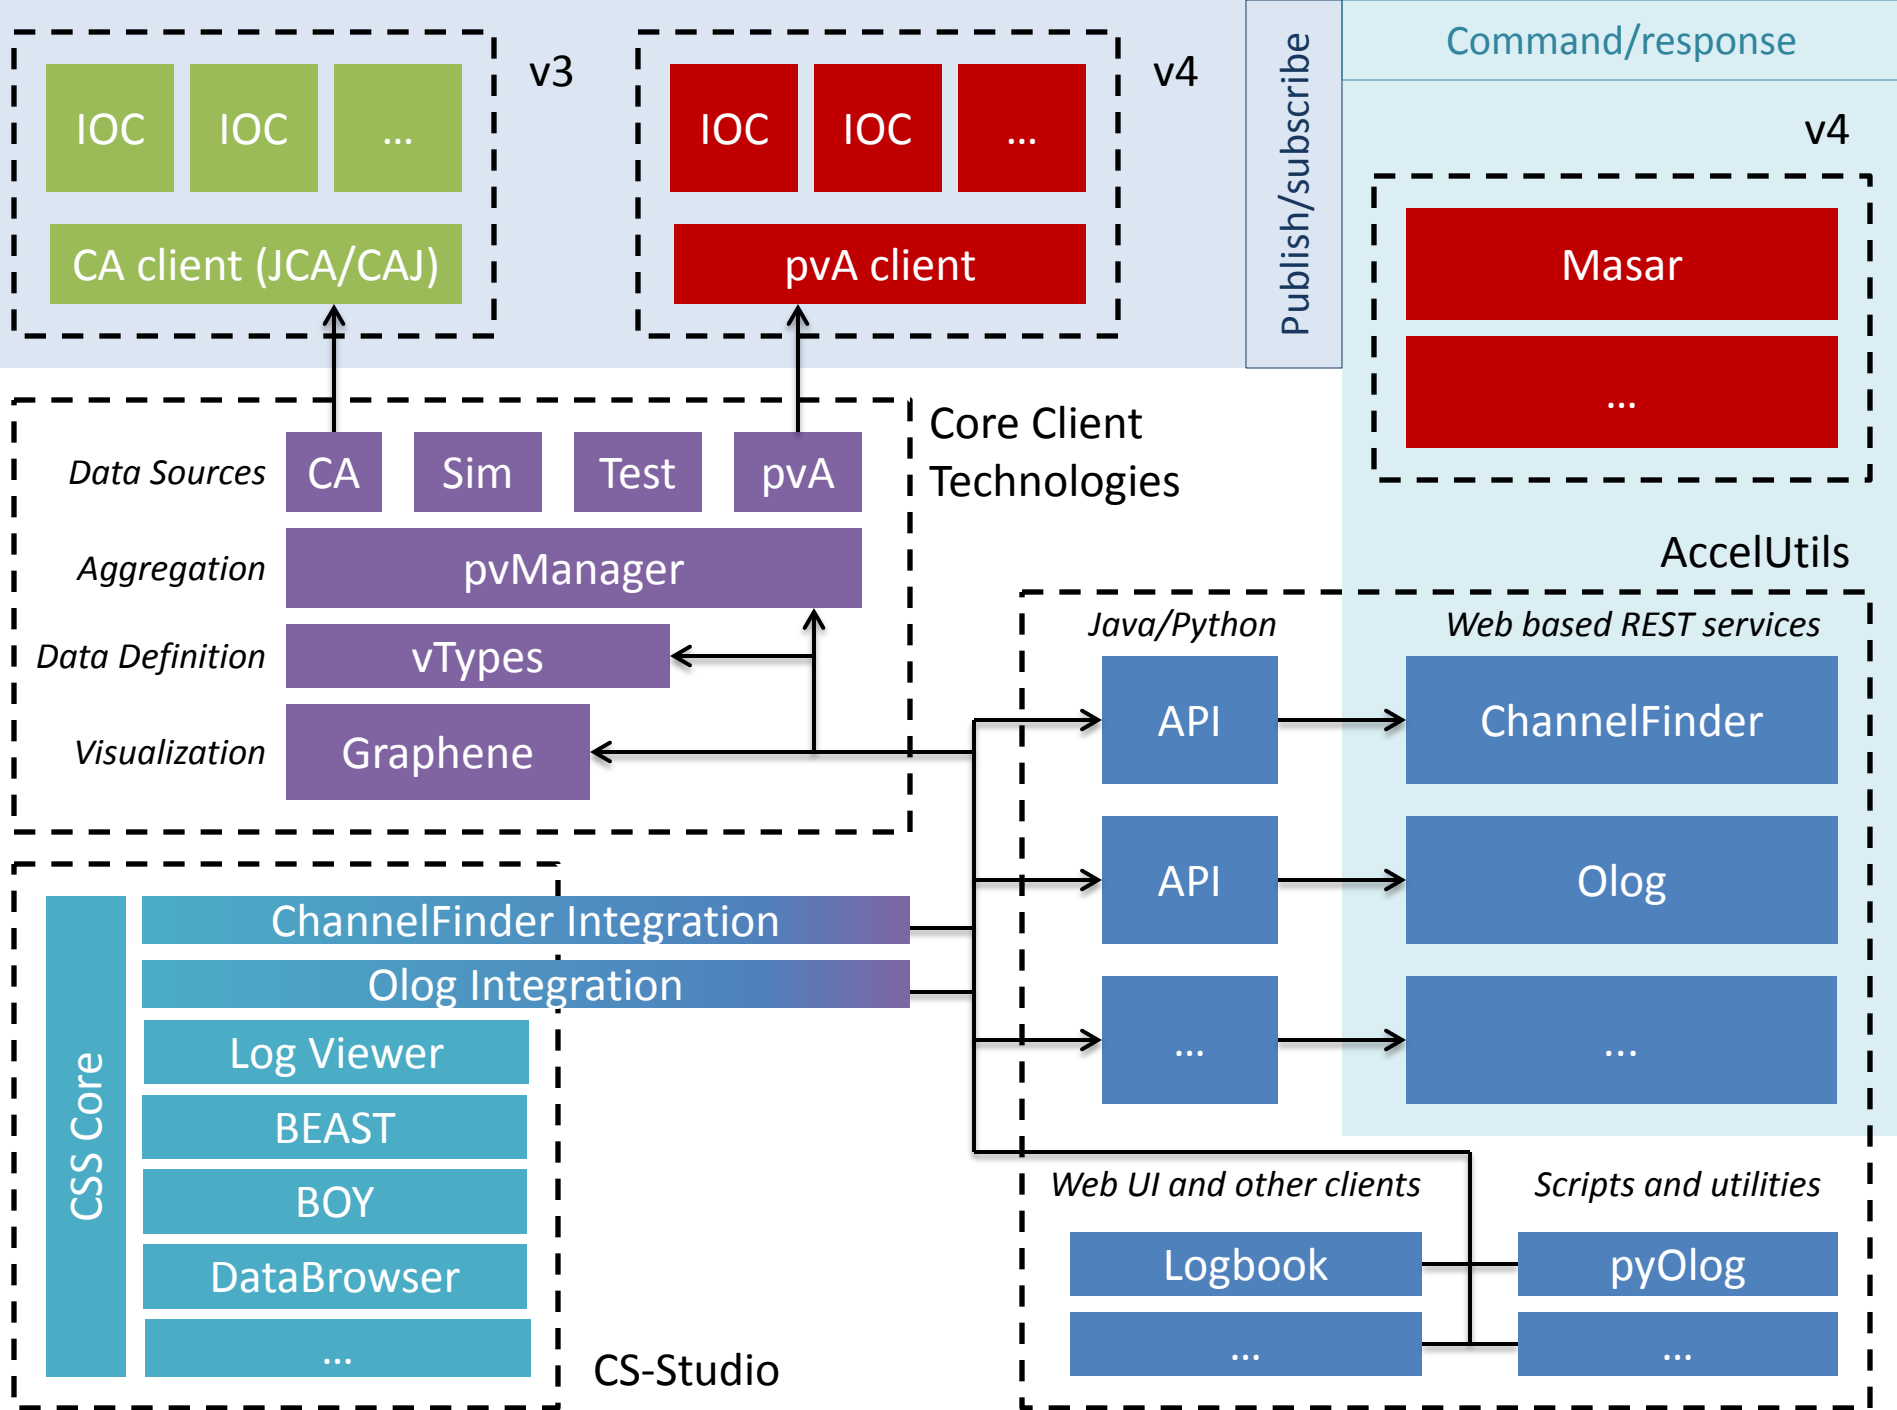 v3
IOC
IOC
...
CA client (JCA/CAJ)
v4
IOC
IOC
...
pvA client
Publish/subscribe
Command/response
v4
Masar
...
Core Client
Technologies
Data Sources
CA
Sim
Test
pvA
Aggregation
pvManager
Data Definition
vTypes
Visualization
Graphene
AccelUtils
Java/Python
Web based REST services
API
ChannelFinder
API
Olog
...
...
Web UI and other clients
Scripts and utilities
Logbook
pyOlog
...
...
CSS Core
ChannelFinder Integration
Olog Integration
Log Viewer
BEAST
BOY
DataBrowser
...
CS-Studio